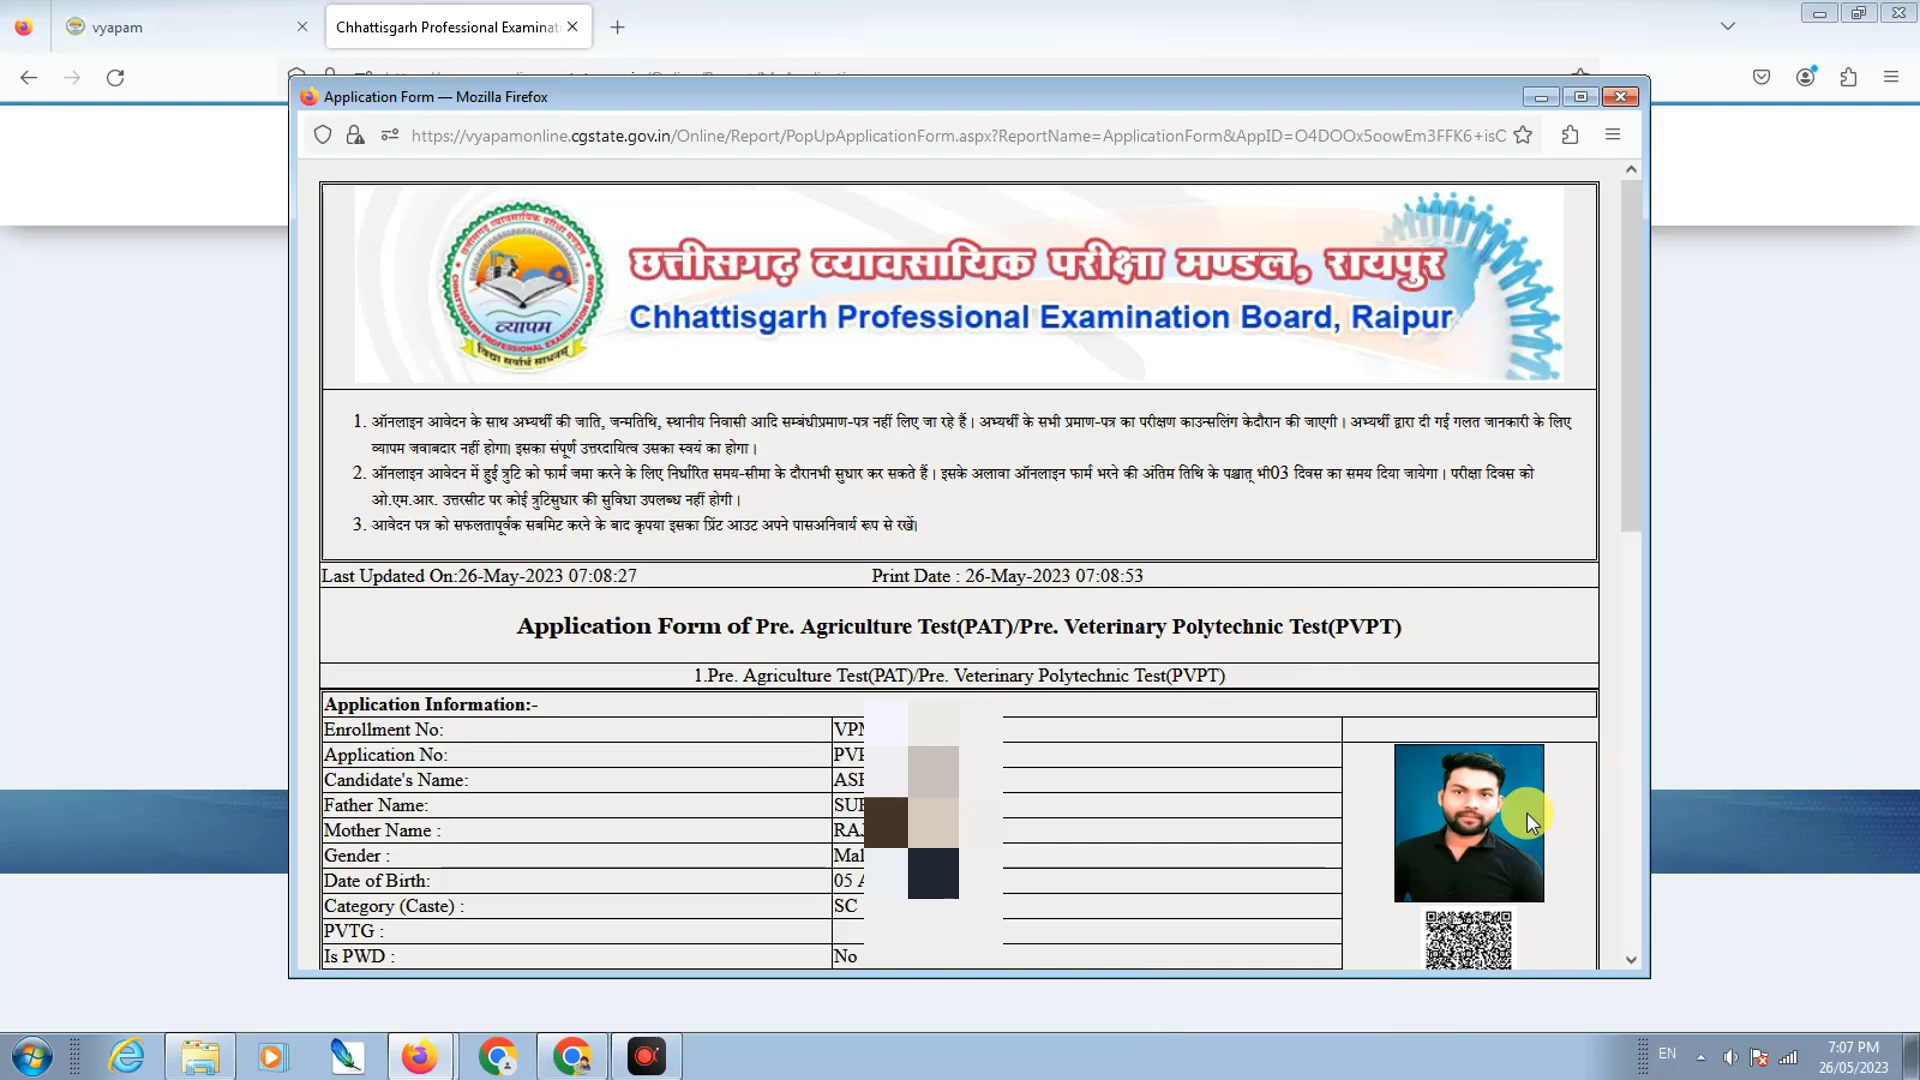 vyapam
Chhattisgarh Professional Examinat
Application Form — Mozilla Firefox
https://vyapamonline.cgstate.gov.in/Online/Report/PopUpApplicationForm.aspx?ReportName=ApplicationForm&AppID=O4DOOx5oowEm3FFK6+isO
छत्तीसगढ़ व्यावसायिक परीक्षा मण्डल, रायपुर
Chhattisgarh Professional Examination Board, Raipur
व्यापम
1. ऑनलाइन आवेदन के साथ अभ्यर्थी की जाति, जन्मतिथि, स्थानीय निवासी आदि सम्बंधीप्रमाण-पत्र नहीं लिए जा रहे हैं। अभ्यर्थी के सभी प्रमाण-पत्र का परीक्षण काउन्सलिंग केदौरान की जाएगी। अभ्यर्थी द्वारा दी गई गलत जानकारी के लिए
व्यापम जवाबदार नहीं होगा। इसका संपूर्ण उत्तरदायित्व उसका स्वयं का होगा।
2. ऑनलाइन आवेदन में हुई त्रुटि को फार्म जमा करने के लिए निर्धारित समय-सीमा के दौरानभी सुधार कर सकते हैं। इसके अलावा ऑनलाइन फार्म भरने की अंतिम तिथि के पश्चात् भी03 दिवस का समय दिया जायेगा। परीक्षा दिवस को
ओ.एम.आर. उत्तरसीट पर कोई त्रुटिसुधार की सुविधा उपलब्ध नहीं होगी।
3. आवेदन पत्र को सफलतापूर्वक सबमिट करने के बाद कृपया इसका प्रिंट आउट अपने पासअनिवार्य रूप से रखें।
Last Updated On:26-May-2023 07:08:27 Print Date : 26-May-2023 07:08:53
Application Form of Pre. Agriculture Test(PAT)/Pre. Veterinary Polytechnic Test(PVPT)
1.Pre. Agriculture Test(PAT)/Pre. Veterinary Polytechnic Test(PVPT)
Application Information:-
Enrollment No:
Application No:
Candidate's Name:
Father Name:
Mother Name :
Gender : Mal
Date of Birth: 05
Category (Caste) : SC
PVTG :
Is PWD : No
EN
7:07 PM
26/05/2023